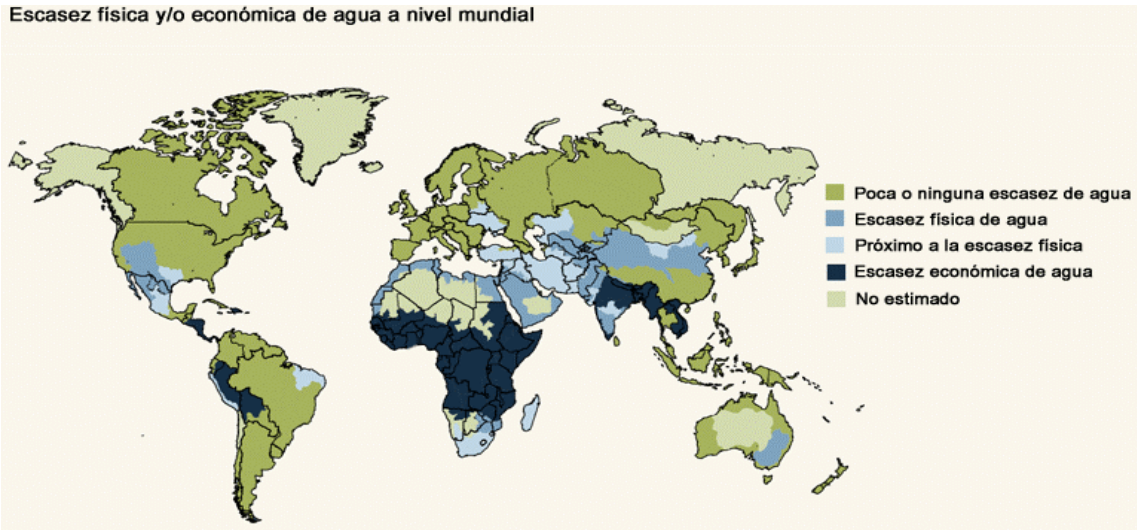 Escasez física y/o económica de agua a nivel mundial
Poca o ninguna escasez de agua
Escasez física de agua
Próximo a la escasez física
Escasez económica de agua
No estimado